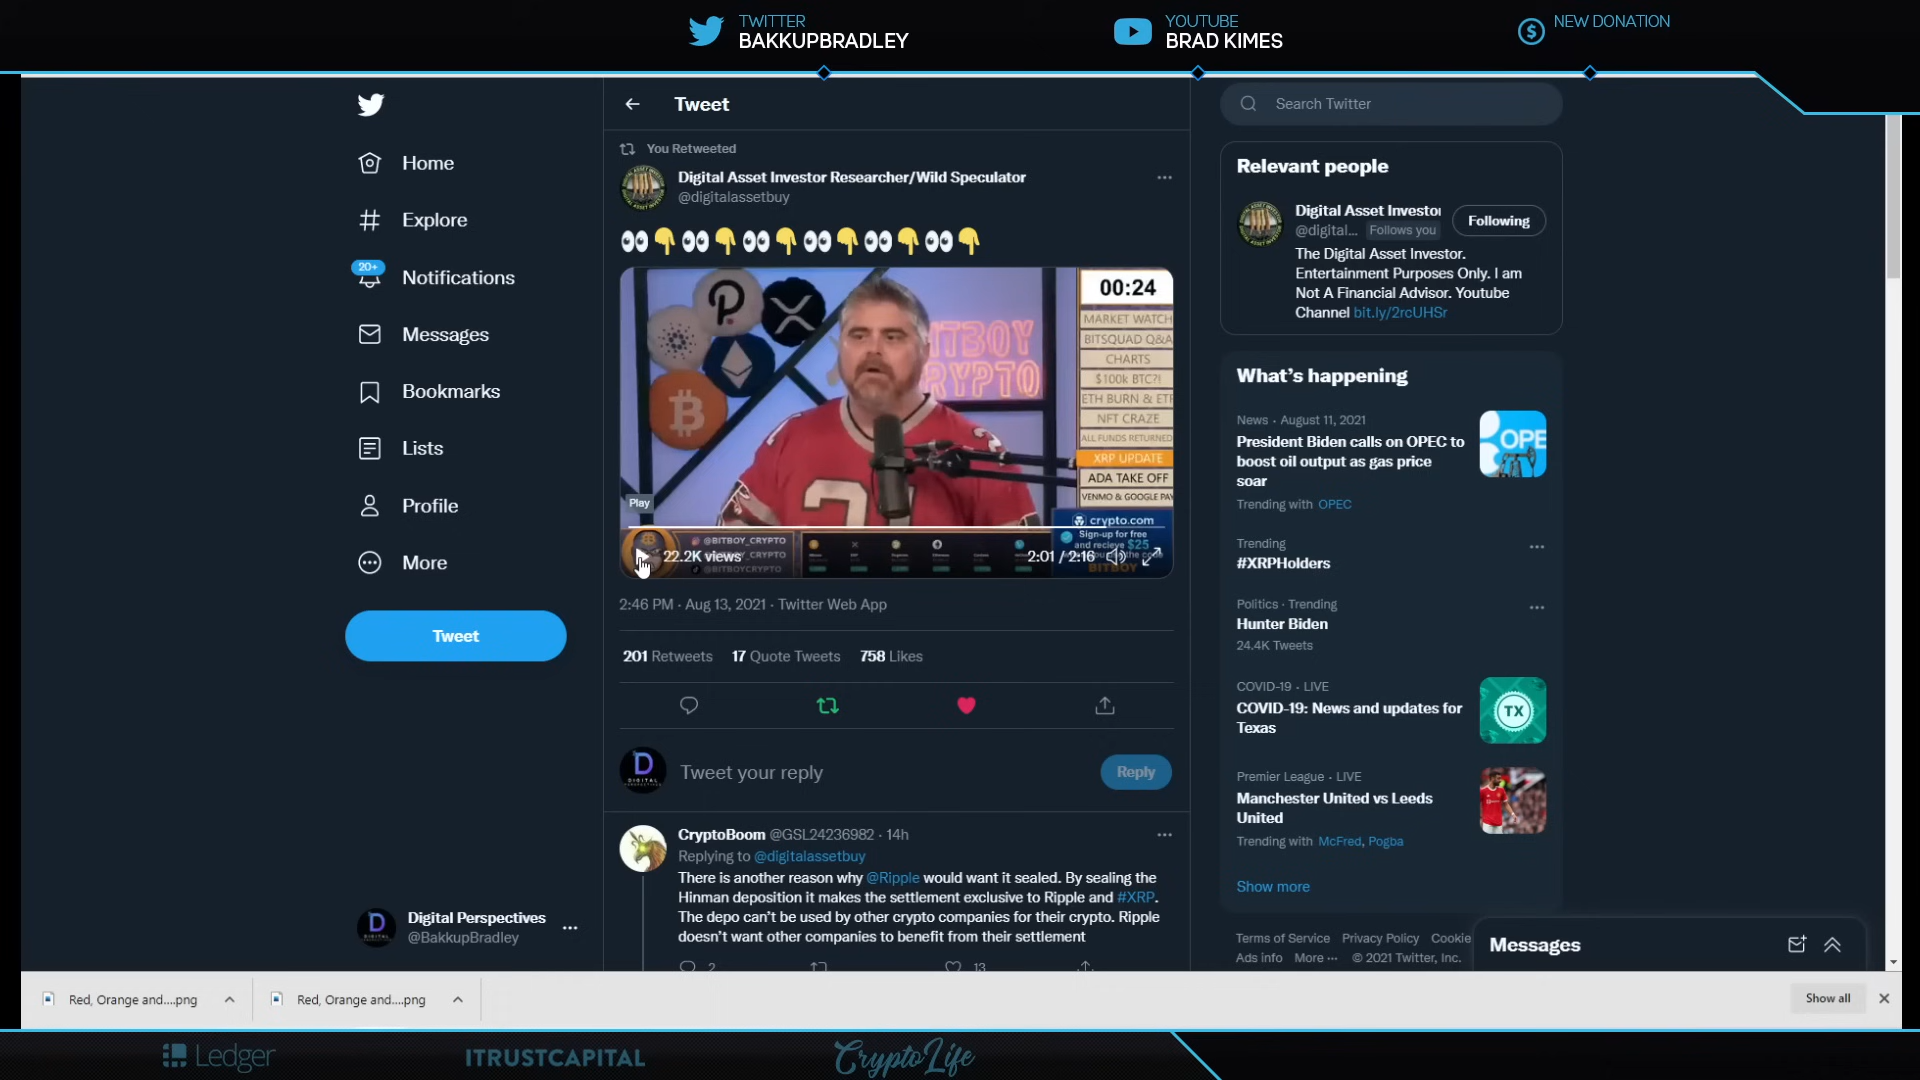 TWITTER
BAKKUPBRADLEY
YOUTUBE
BRAD KIMES
NEW DONATION
Home
Explore
20+
Notifications
Messages
Bookmarks
Lists
Profile
More
Tweet
Digital Perspectives
@BakkupBradley
Tweet
You Retweeted
Digital Asset Investor Researcher/Wild Speculator
@digitalassetbuy
👀👇👀👇👀👇👀👇👀👇👀👇
BITBOY
CRYPTO
00:24
MARKET WATCH
BITSQUAD Q&A
CHARTS
$100k BTC?!
NFT CRAZE
ALL FUNDS RETURNED
XRP UPDATE
ADA TAKE OFF
VENMO & GOOGLE PAY
Play
crypto.com
Sign-up for free
and recieve $25
BITBOY
@BITBOY_CRYPTO
@BITBOYCRYPTO
22.2K views
2:01 / 2:16
2:46 PM · Aug 13, 2021 · Twitter Web App
201 Retweets 17 Quote Tweets 758 Likes
D
DIGITAL
Tweet your reply
Reply
CryptoBoom @GSL24236982 · 14h
Replying to @digitalassetbuy
There is another reason why @Ripple would want it sealed. By sealing the
Hinman deposition it makes the settlement exclusive to Ripple and #XRP.
The depo can't be used by other crypto companies for their crypto. Ripple
doesn't want other companies to benefit from their settlement
2
13
Search Twitter
Relevant people
Digital Asset Investor
@digital... Follows you
Following
The Digital Asset Investor.
Entertainment Purposes Only. I am
Not A Financial Advisor. Youtube
Channel bit.ly/2rcUHSr
What's happening
News · August 11, 2021
President Biden calls on OPEC to
boost oil output as gas price
soar
Trending with OPEC
OPE
Trending
#XRPHolders
Politics · Trending
Hunter Biden
24.4K Tweets
COVID-19 · LIVE
COVID-19: News and updates for
Texas
TX
Premier League · LIVE
Manchester United vs Leeds
United
Trending with McFred, Pogba
Show more
Terms of Service Privacy Policy Cookie
Ads info More ··· © 2021 Twitter, Inc.
Messages
Red, Orange and....png
Red, Orange and....png
Show all
Ledger
ITRUSTCAPITAL
CryptoLife